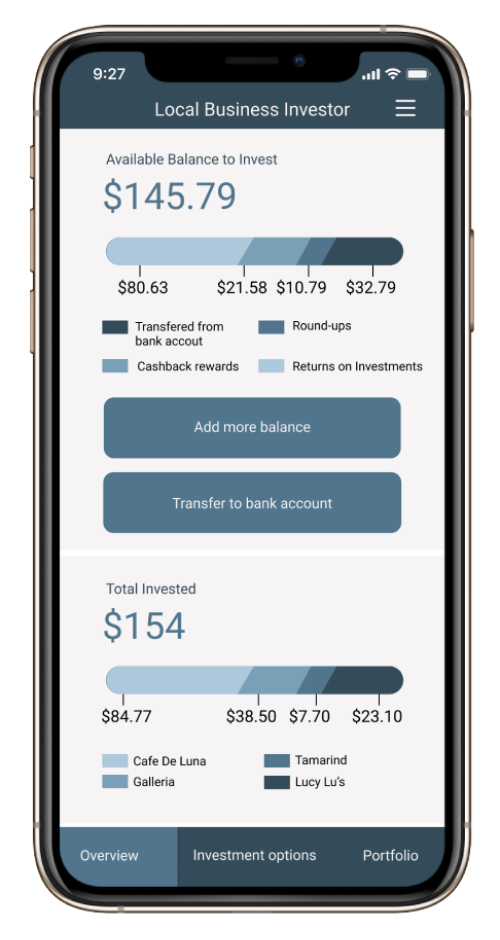 9:27
Local Business Investor
Available Balance to Invest
$145.79
$80.63 $21.58 $10.79 $32.79
Transfered from Round-ups
bank accout
Cashback rewards Returns on Investments
Add more balance
Transfer to bank account
Total Invested
$154
$84.77 $38.50 $7.70 $23.10
Cafe De Luna Tamarind
Galleria Lucy Lu's
Overview Investment options Portfolio